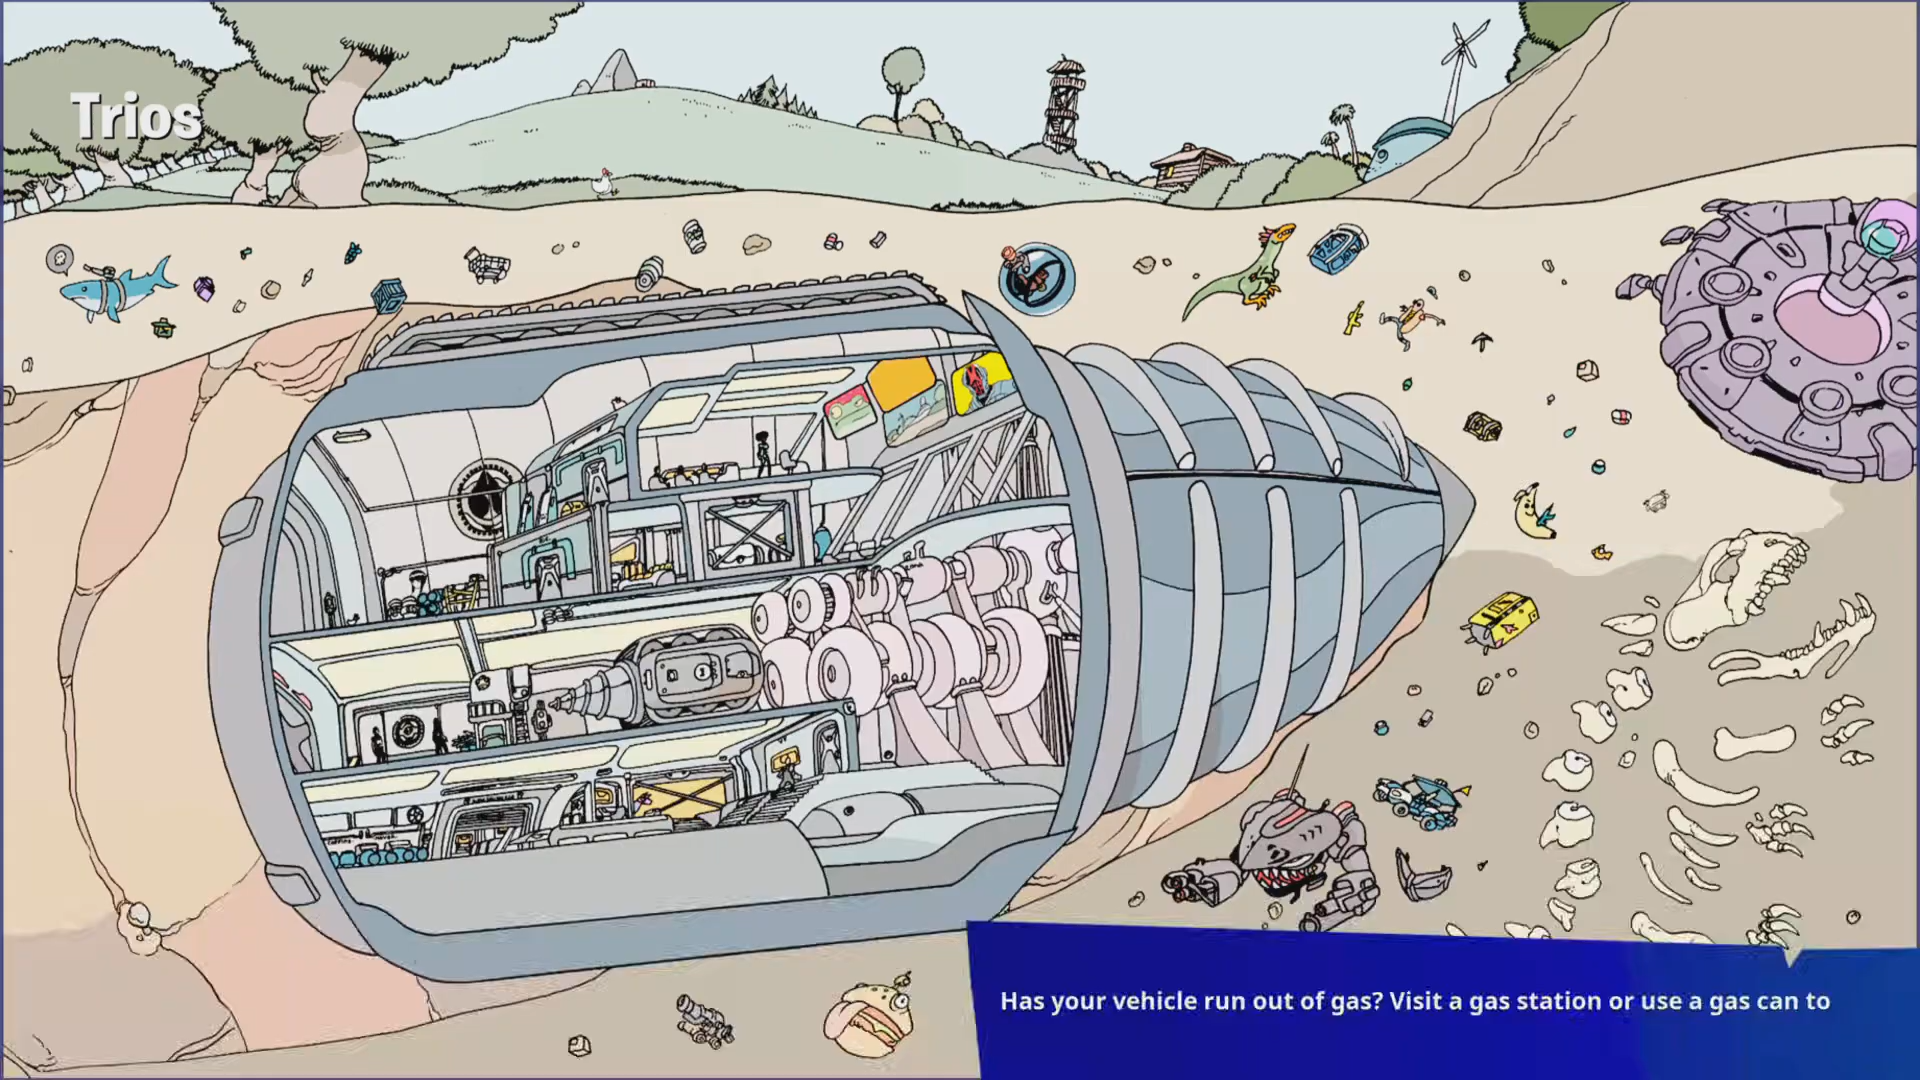 Trios
Has your vehicle run out of gas? Visit a gas station or use a gas can to